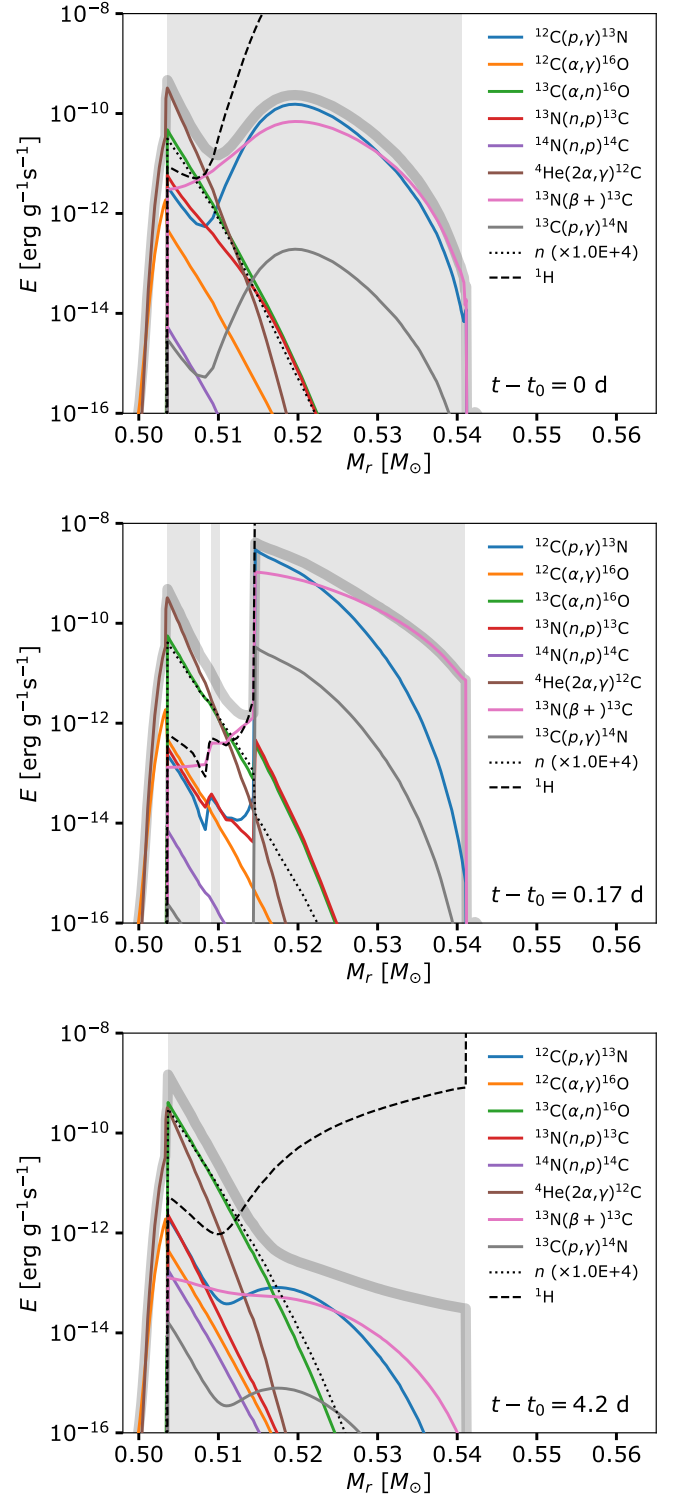 10⁻⁸
10⁻¹⁰
10⁻¹²
10⁻¹⁴
10⁻¹⁶
E [erg g⁻¹s⁻¹]
¹²C(p,γ)¹³N
¹²C(α,γ)¹⁶O
¹³C(α,n)¹⁶O
¹³N(n,p)¹³C
¹⁴N(n,p)¹⁴C
⁴He(2α,γ)¹²C
¹³N(β+)¹³C
¹³C(p,γ)¹⁴N
n (×1.0E+4)
¹H
t − t₀ = 0 d
0.50 0.51 0.52 0.53 0.54 0.55 0.56
Mᵣ [M⊙]
10⁻⁸
10⁻¹⁰
10⁻¹²
10⁻¹⁴
10⁻¹⁶
E [erg g⁻¹s⁻¹]
¹²C(p,γ)¹³N
¹²C(α,γ)¹⁶O
¹³C(α,n)¹⁶O
¹³N(n,p)¹³C
¹⁴N(n,p)¹⁴C
⁴He(2α,γ)¹²C
¹³N(β+)¹³C
¹³C(p,γ)¹⁴N
n (×1.0E+4)
¹H
t − t₀ = 0.17 d
0.50 0.51 0.52 0.53 0.54 0.55 0.56
Mᵣ [M⊙]
10⁻⁸
10⁻¹⁰
10⁻¹²
10⁻¹⁴
10⁻¹⁶
E [erg g⁻¹s⁻¹]
¹²C(p,γ)¹³N
¹²C(α,γ)¹⁶O
¹³C(α,n)¹⁶O
¹³N(n,p)¹³C
¹⁴N(n,p)¹⁴C
⁴He(2α,γ)¹²C
¹³N(β+)¹³C
¹³C(p,γ)¹⁴N
n (×1.0E+4)
¹H
t − t₀ = 4.2 d
0.50 0.51 0.52 0.53 0.54 0.55 0.56
Mᵣ [M⊙]